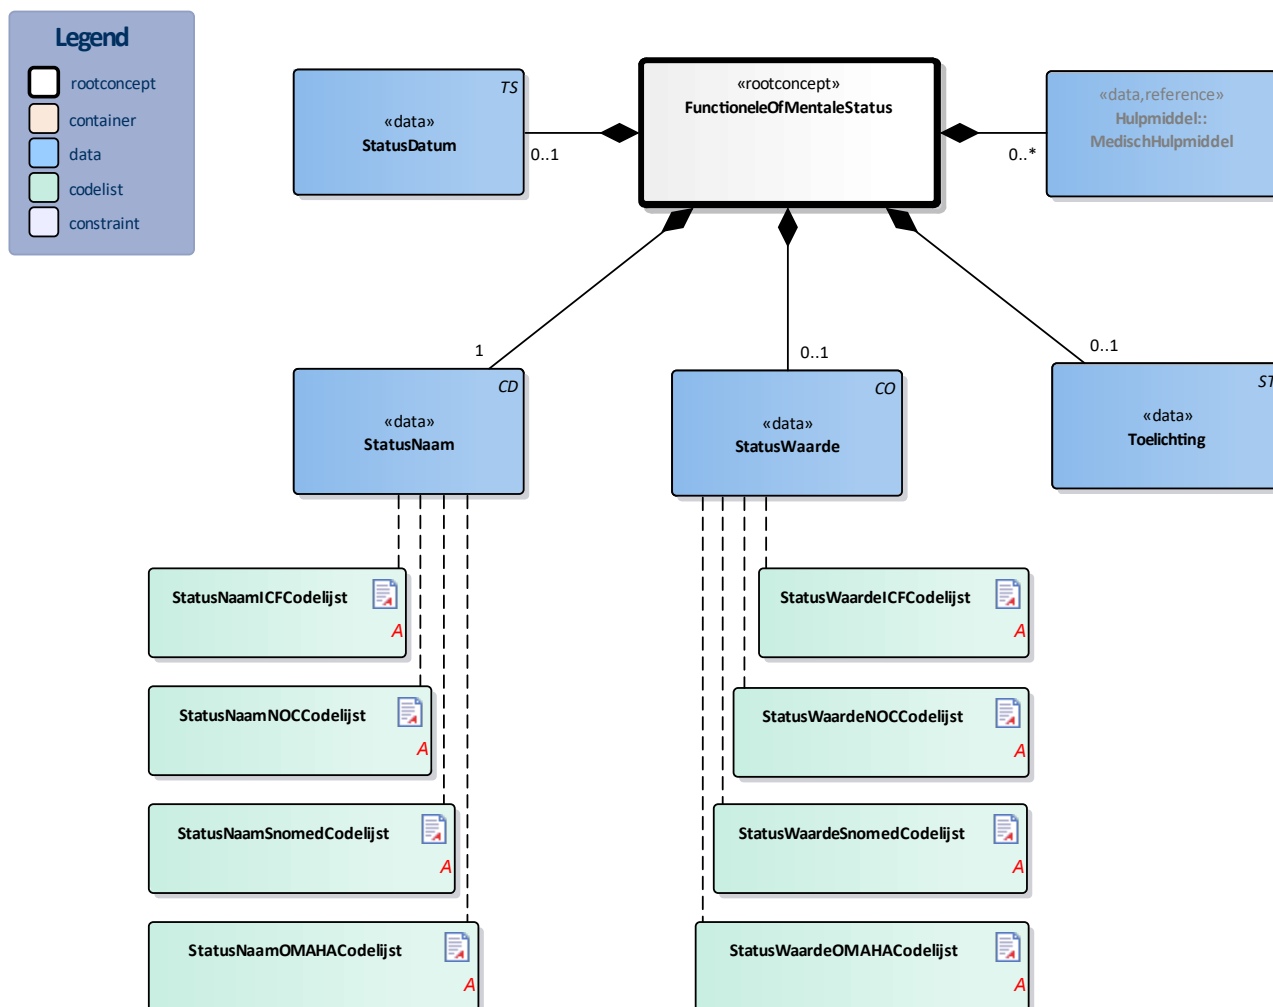 Legend
rootconcept
container
data
codelist
constraint
TS
«data»
StatusDatum
0..1
«rootconcept»
FunctioneleOfMentaleStatus
«data,reference»
Hulpmiddel::
MedischHulpmiddel
0..*
1
0..1
0..1
CD
«data»
StatusNaam
CO
«data»
StatusWaarde
ST
«data»
Toelichting
StatusNaamICFCodelijst
A
StatusWaardeICFCodelijst
A
StatusNaamNOCCodelijst
A
StatusWaardeNOCCodelijst
A
StatusNaamSnomedCodelijst
A
StatusWaardeSnomedCodelijst
A
StatusNaamOMAHACodelijst
A
StatusWaardeOMAHACodelijst
A